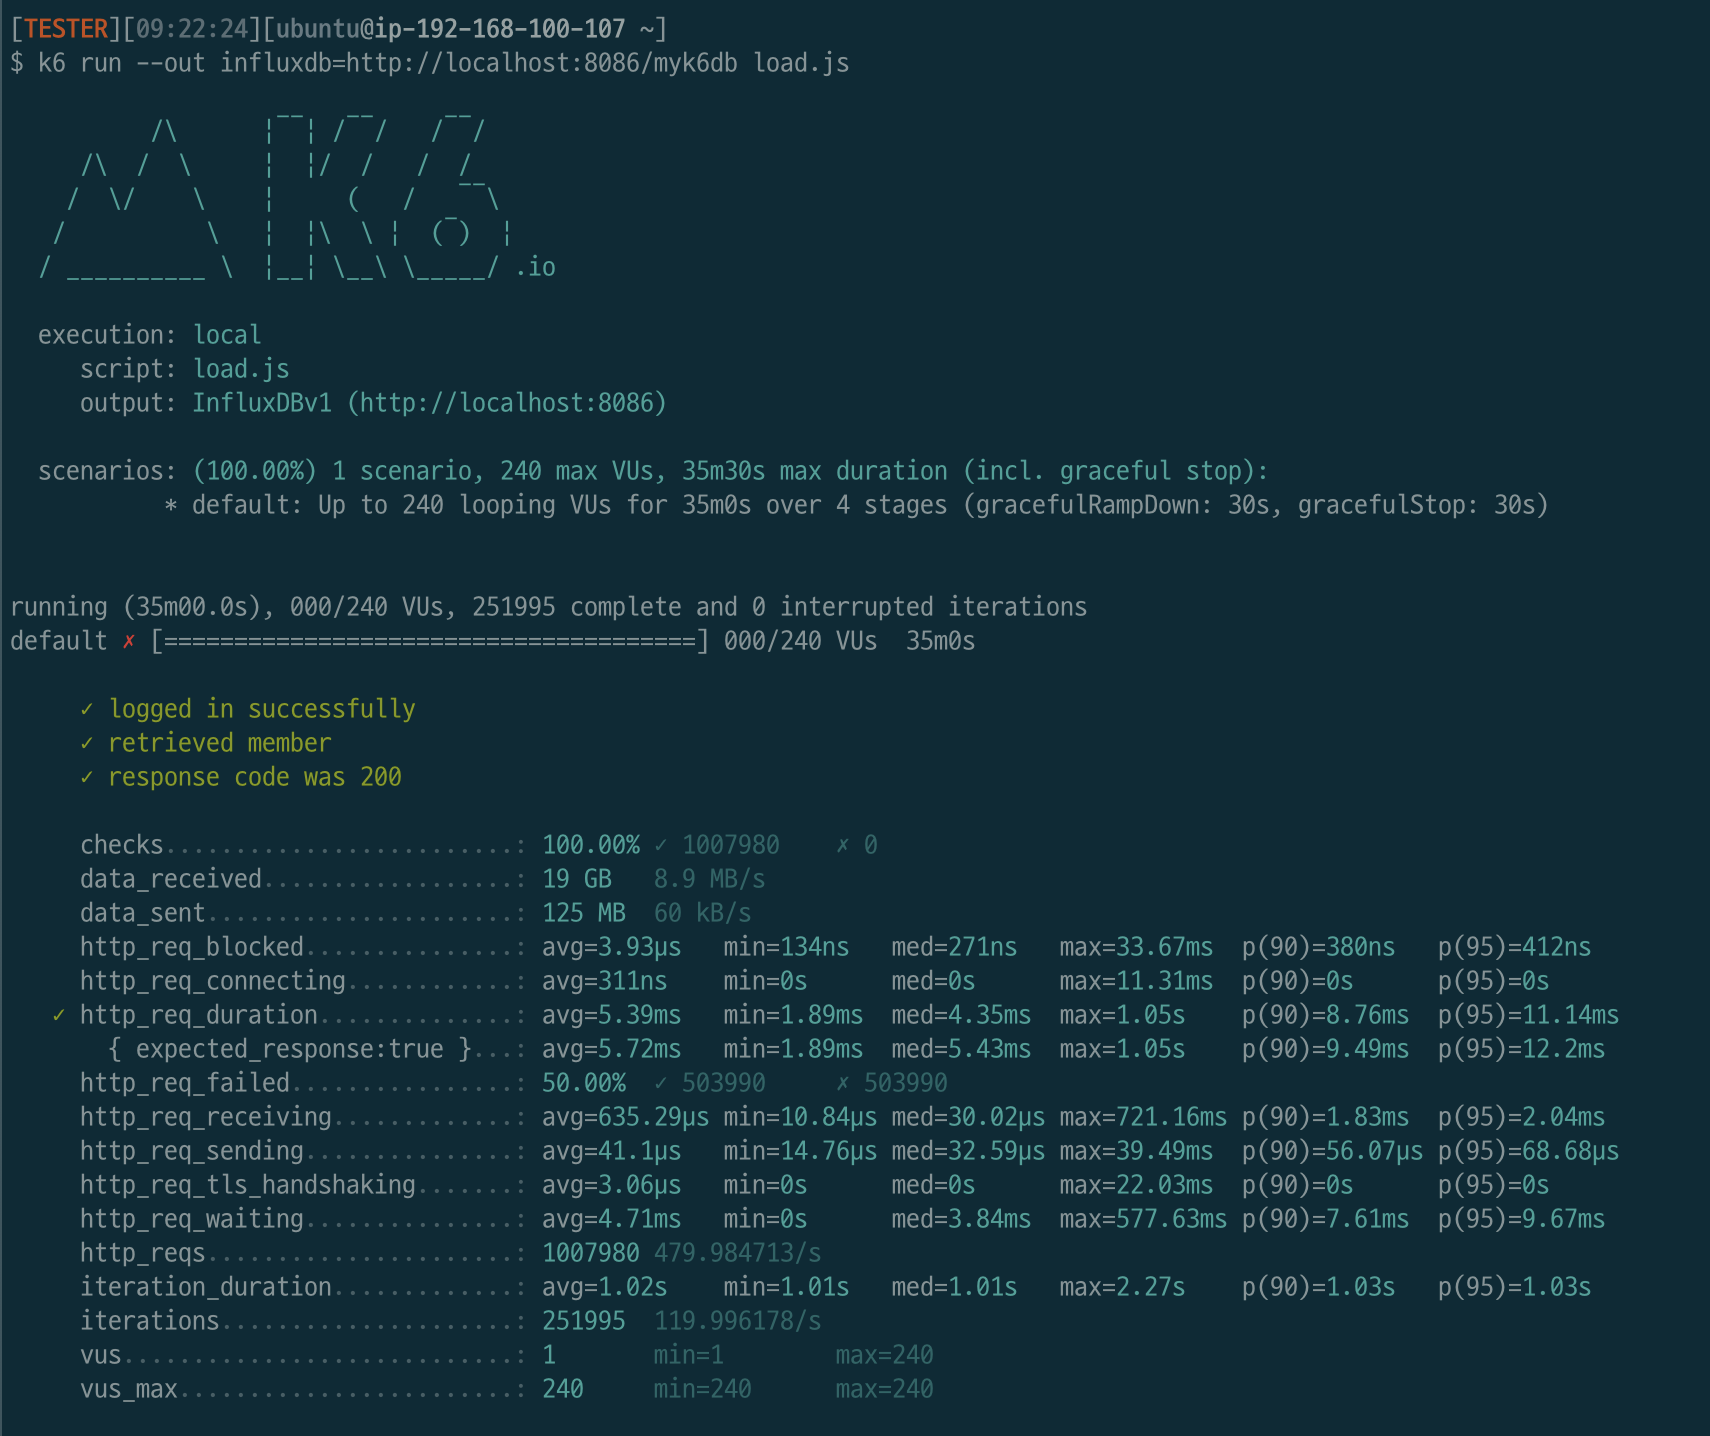 [TESTER][09:22:24][ubuntu@ip-192-168-100-107 ~]
$ k6 run --out influxdb=http://localhost:8086/myk6db load.js
          /\      |‾‾| /‾‾/   /‾‾/
     /\  /  \     |  |/  /   /  /
    /  \/    \    |     (   /   ‾‾\
   /          \   |  |\  \ |  (‾)  |
  / __________ \  |__| \__\ \_____/ .io
execution: local
script: load.js
output: InfluxDBv1 (http://localhost:8086)
scenarios: (100.00%) 1 scenario, 240 max VUs, 35m30s max duration (incl. graceful stop):
* default: Up to 240 looping VUs for 35m0s over 4 stages (gracefulRampDown: 30s, gracefulStop: 30s)
running (35m00.0s), 000/240 VUs, 251995 complete and 0 interrupted iterations
default ✗ [======================================] 000/240 VUs  35m0s
✓ logged in successfully
✓ retrieved member
✓ response code was 200
checks.........................: 100.00% ✓ 1007980    ✗ 0
data_received..................: 19 GB   8.9 MB/s
data_sent......................: 125 MB  60 kB/s
http_req_blocked...............: avg=3.93µs   min=134ns   med=271ns   max=33.67ms  p(90)=380ns   p(95)=412ns
http_req_connecting............: avg=311ns    min=0s      med=0s      max=11.31ms  p(90)=0s      p(95)=0s
✓ http_req_duration..............: avg=5.39ms   min=1.89ms  med=4.35ms  max=1.05s    p(90)=8.76ms  p(95)=11.14ms
{ expected_response:true }...: avg=5.72ms   min=1.89ms  med=5.43ms  max=1.05s    p(90)=9.49ms  p(95)=12.2ms
http_req_failed................: 50.00%  ✓ 503990     ✗ 503990
http_req_receiving.............: avg=635.29µs min=10.84µs med=30.02µs max=721.16ms p(90)=1.83ms  p(95)=2.04ms
http_req_sending...............: avg=41.1µs   min=14.76µs med=32.59µs max=39.49ms  p(90)=56.07µs p(95)=68.68µs
http_req_tls_handshaking.......: avg=3.06µs   min=0s      med=0s      max=22.03ms  p(90)=0s      p(95)=0s
http_req_waiting...............: avg=4.71ms   min=0s      med=3.84ms  max=577.63ms p(90)=7.61ms  p(95)=9.67ms
http_reqs......................: 1007980 479.984713/s
iteration_duration.............: avg=1.02s    min=1.01s   med=1.01s   max=2.27s    p(90)=1.03s   p(95)=1.03s
iterations.....................: 251995  119.996178/s
vus............................: 1       min=1        max=240
vus_max........................: 240     min=240      max=240